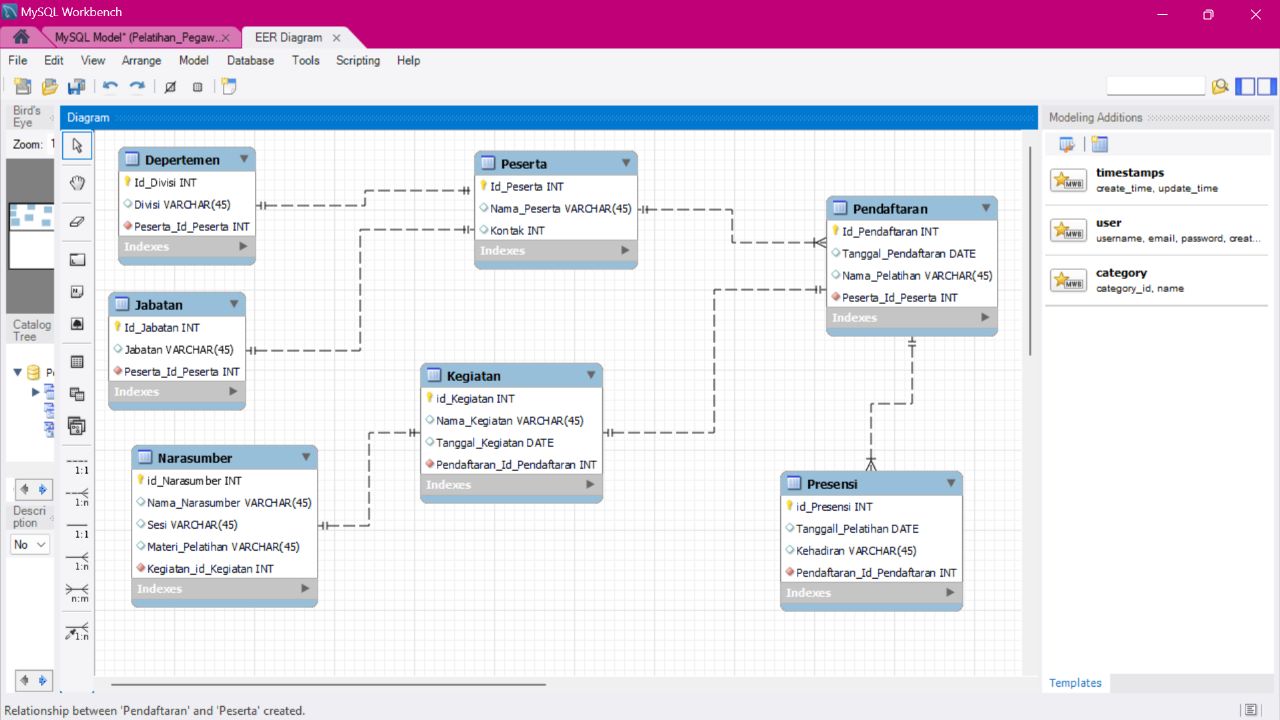 MySQL Workbench
MySQL Model* (Pelatihan_Pegaw...
EER Diagram
File Edit View Arrange Model Database Tools Scripting Help
Bird's
Eye
Zoom: 1
Catalog
Tree
Descri
ption
No
Diagram
1:1
1:n
1:1
1:n
n:m
1:n
Depertemen
Id_Divisi INT
Divisi VARCHAR(45)
Peserta_Id_Peserta INT
Indexes
Jabatan
Id_Jabatan INT
Jabatan VARCHAR(45)
Peserta_Id_Peserta INT
Indexes
Narasumber
id_Narasumber INT
Nama_Narasumber VARCHAR(45)
Sesi VARCHAR(45)
Materi_Pelatihan VARCHAR(45)
Kegiatan_id_Kegiatan INT
Indexes
Peserta
Id_Peserta INT
Nama_Peserta VARCHAR(45)
Kontak INT
Indexes
Kegiatan
id_Kegiatan INT
Nama_Kegiatan VARCHAR(45)
Tanggal_Kegiatan DATE
Pendaftaran_Id_Pendaftaran INT
Indexes
Pendaftaran
Id_Pendaftaran INT
Tanggal_Pendaftaran DATE
Nama_Pelatihan VARCHAR(45)
Peserta_Id_Peserta INT
Indexes
Presensi
id_Presensi INT
Tanggall_Pelatihan DATE
Kehadiran VARCHAR(45)
Pendaftaran_Id_Pendaftaran INT
Indexes
Modeling Additions
MWB
timestamps
create_time, update_time
MWB
user
username, email, password, creat...
MWB
category
category_id, name
Templates
Relationship between 'Pendaftaran' and 'Peserta' created.